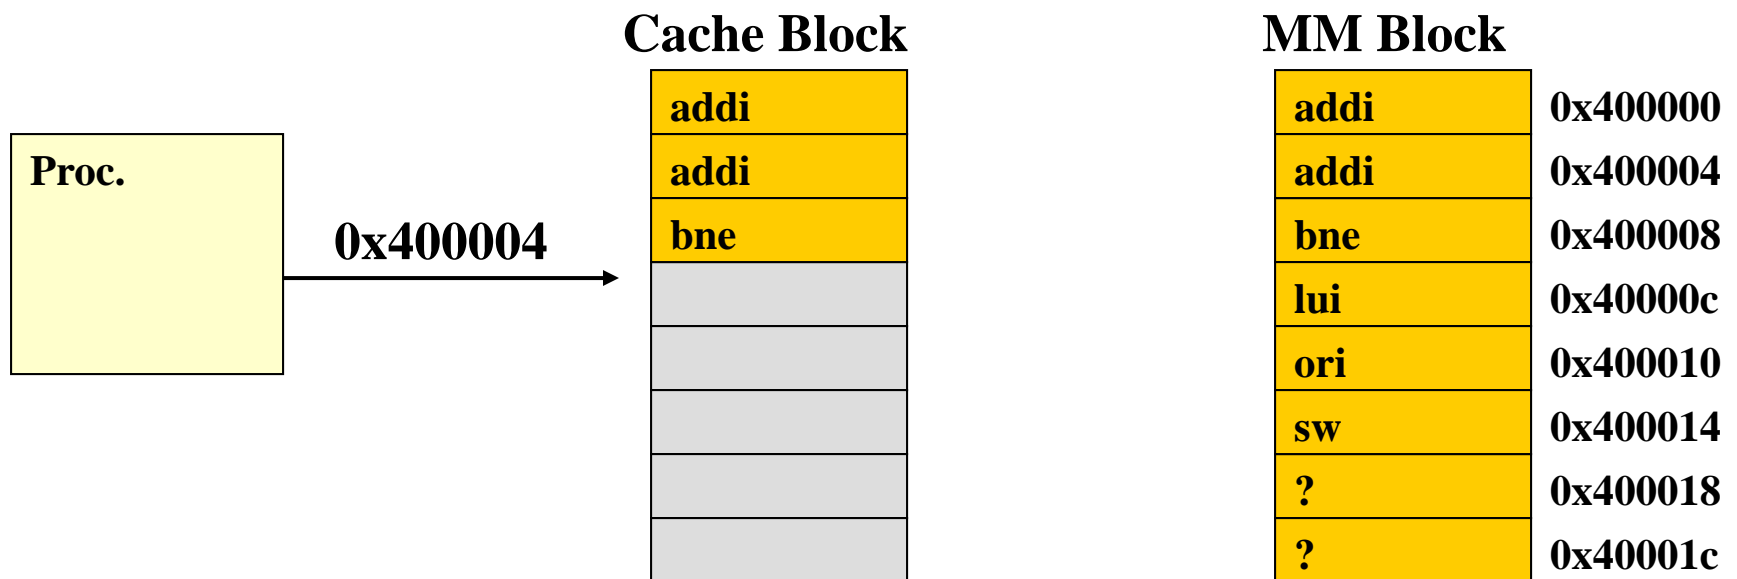 Cache Block
MM Block
Proc.
0x400004
addi
addi
bne
addi 0x400000
addi 0x400004
bne 0x400008
lui 0x40000c
ori 0x400010
sw 0x400014
? 0x400018
? 0x40001c